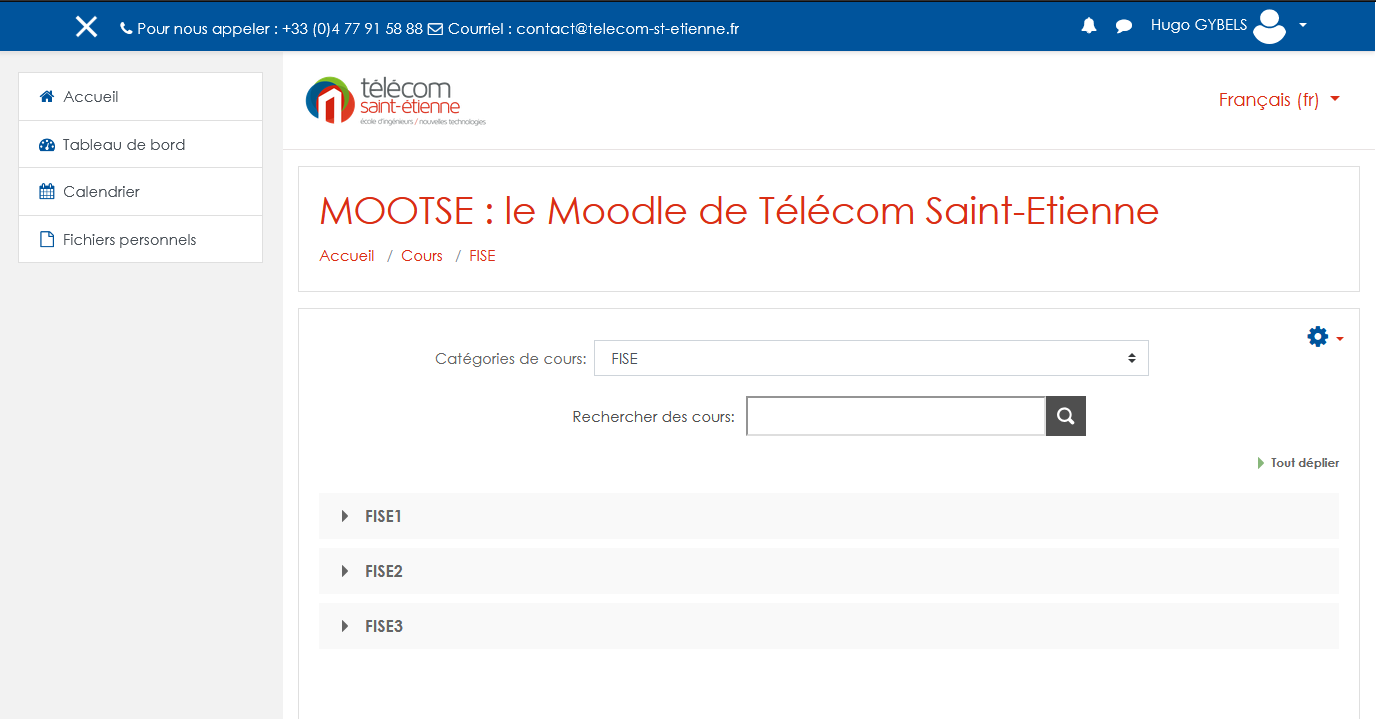 Pour nous appeler : +33 (0)4 77 91 58 88 Courriel : contact@telecom-st-etienne.fr
Hugo GYBELS
Accueil
Tableau de bord
Calendrier
Fichiers personnels
télécom
saint-étienne
école d'ingénieurs / nouvelles technologies
Français (fr)
MOOTSE : le Moodle de Télécom Saint-Etienne
Accueil / Cours / FISE
Catégories de cours: FISE
Rechercher des cours:
Tout déplier
FISE1
FISE2
FISE3